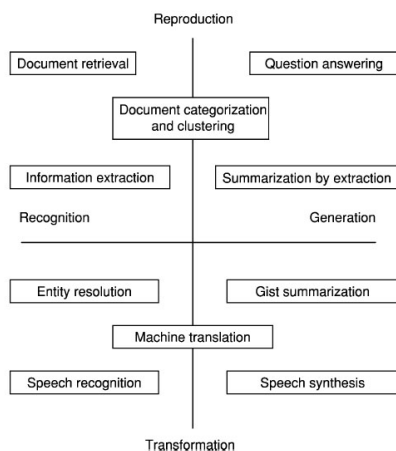 Reproduction
Document retrieval
Question answering
Document categorization
and clustering
Information extraction
Summarization by extraction
Recognition
Generation
Entity resolution
Gist summarization
Machine translation
Speech recognition
Speech synthesis
Transformation